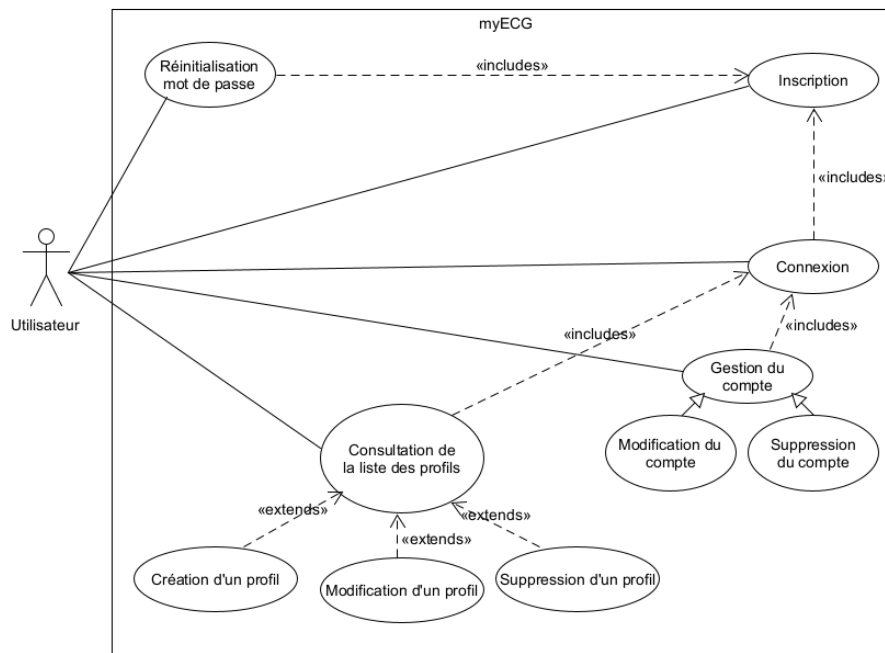 myECG
Réinitialisation
mot de passe
«includes»
Inscription
«includes»
Connexion
Utilisateur
«includes»
«includes»
Gestion du
compte
Modification du
compte
Suppression
du compte
Consultation de
la liste des profils
«extends»
«extends»
«extends»
Création d'un profil
Modification d'un profil
Suppression d'un profil